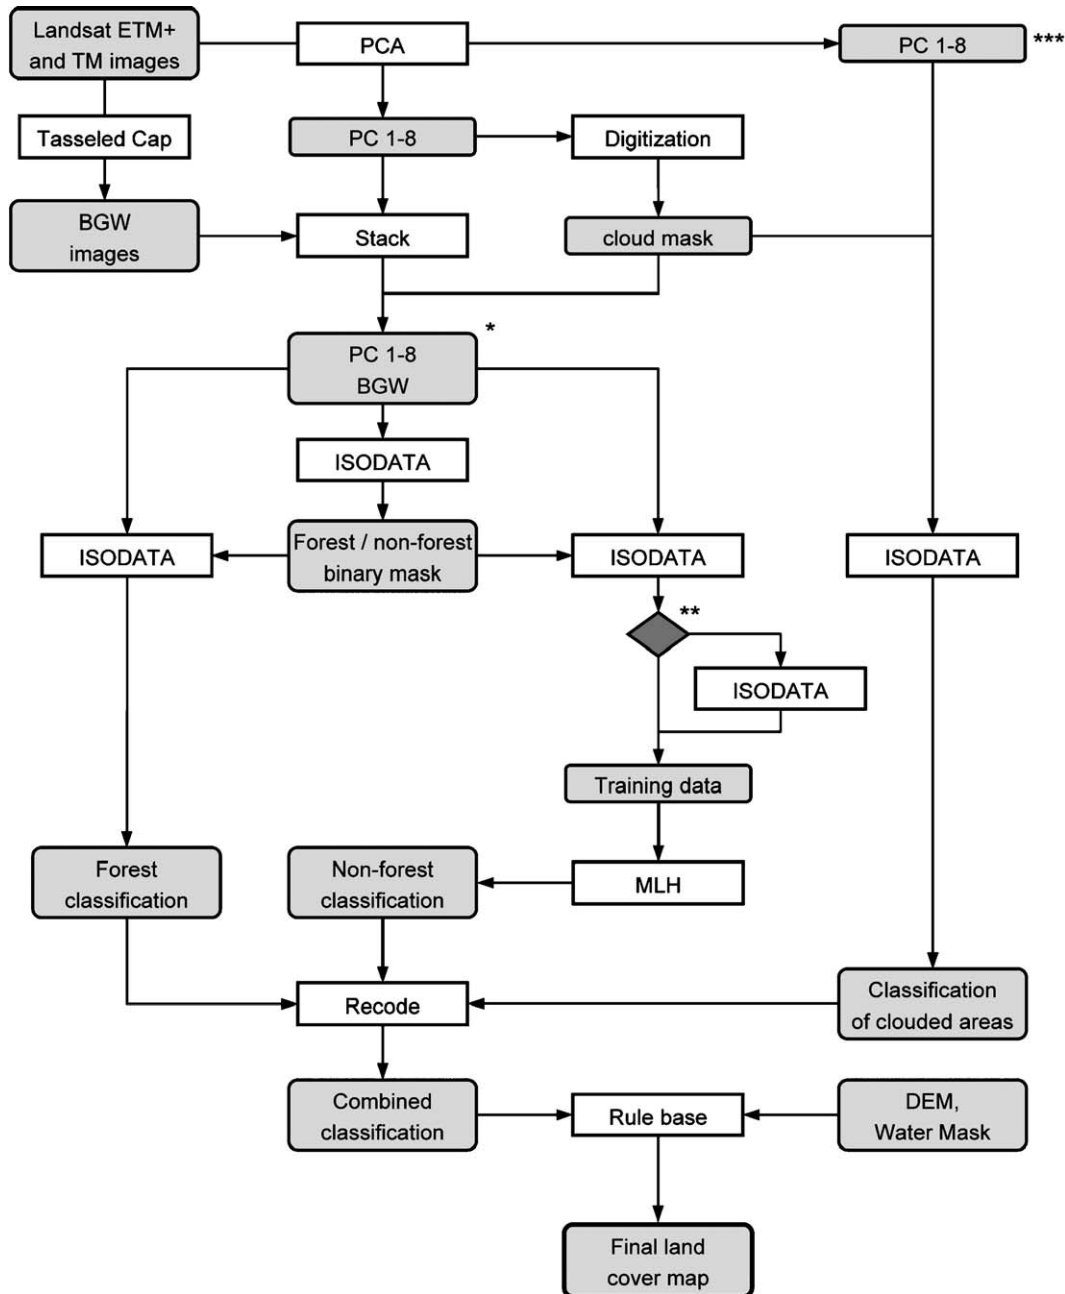 Landsat ETM+
and TM images
PCA
PC 1-8
***
Tasseled Cap
PC 1-8
Digitization
BGW
images
Stack
cloud mask
*
PC 1-8
BGW
ISODATA
ISODATA
Forest / non-forest
binary mask
ISODATA
ISODATA
**
ISODATA
Training data
Forest
classification
Non-forest
classification
MLH
Recode
Classification
of clouded areas
Combined
classification
Rule base
DEM,
Water Mask
Final land
cover map